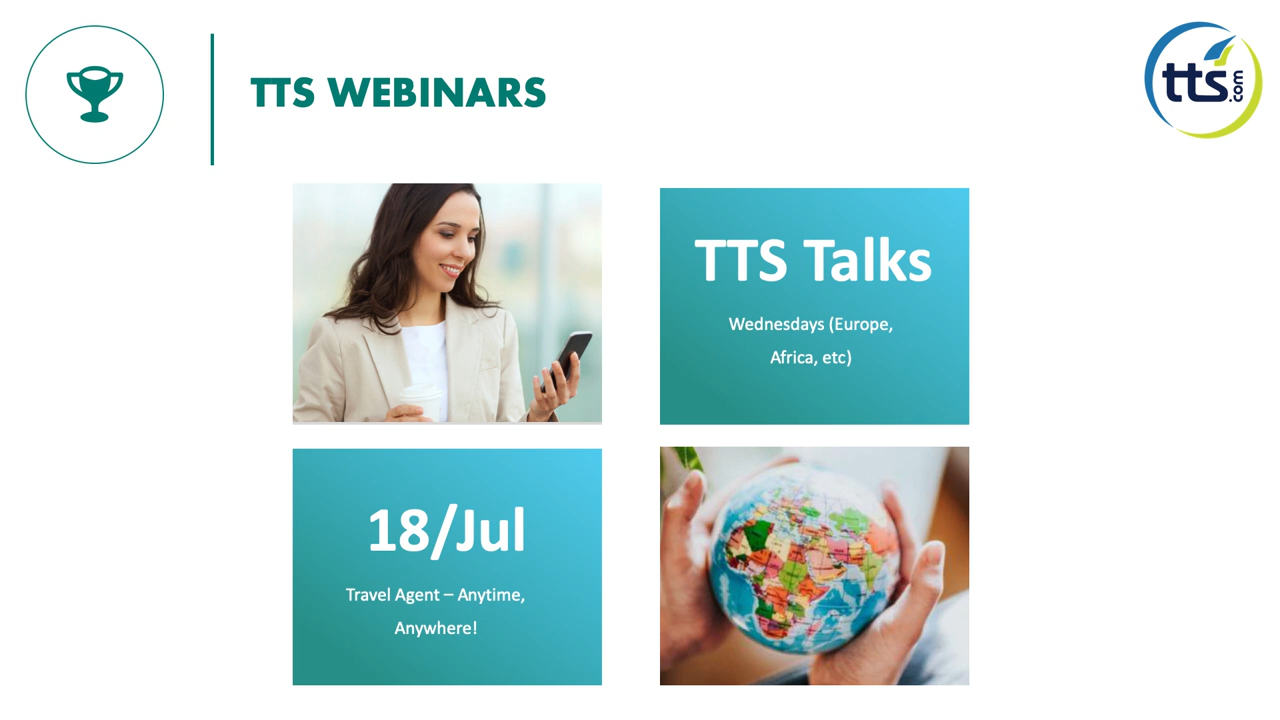 TTS WEBINARS
tts.com
TTS Talks
Wednesdays (Europe,
Africa, etc)
18/Jul
Travel Agent – Anytime,
Anywhere!